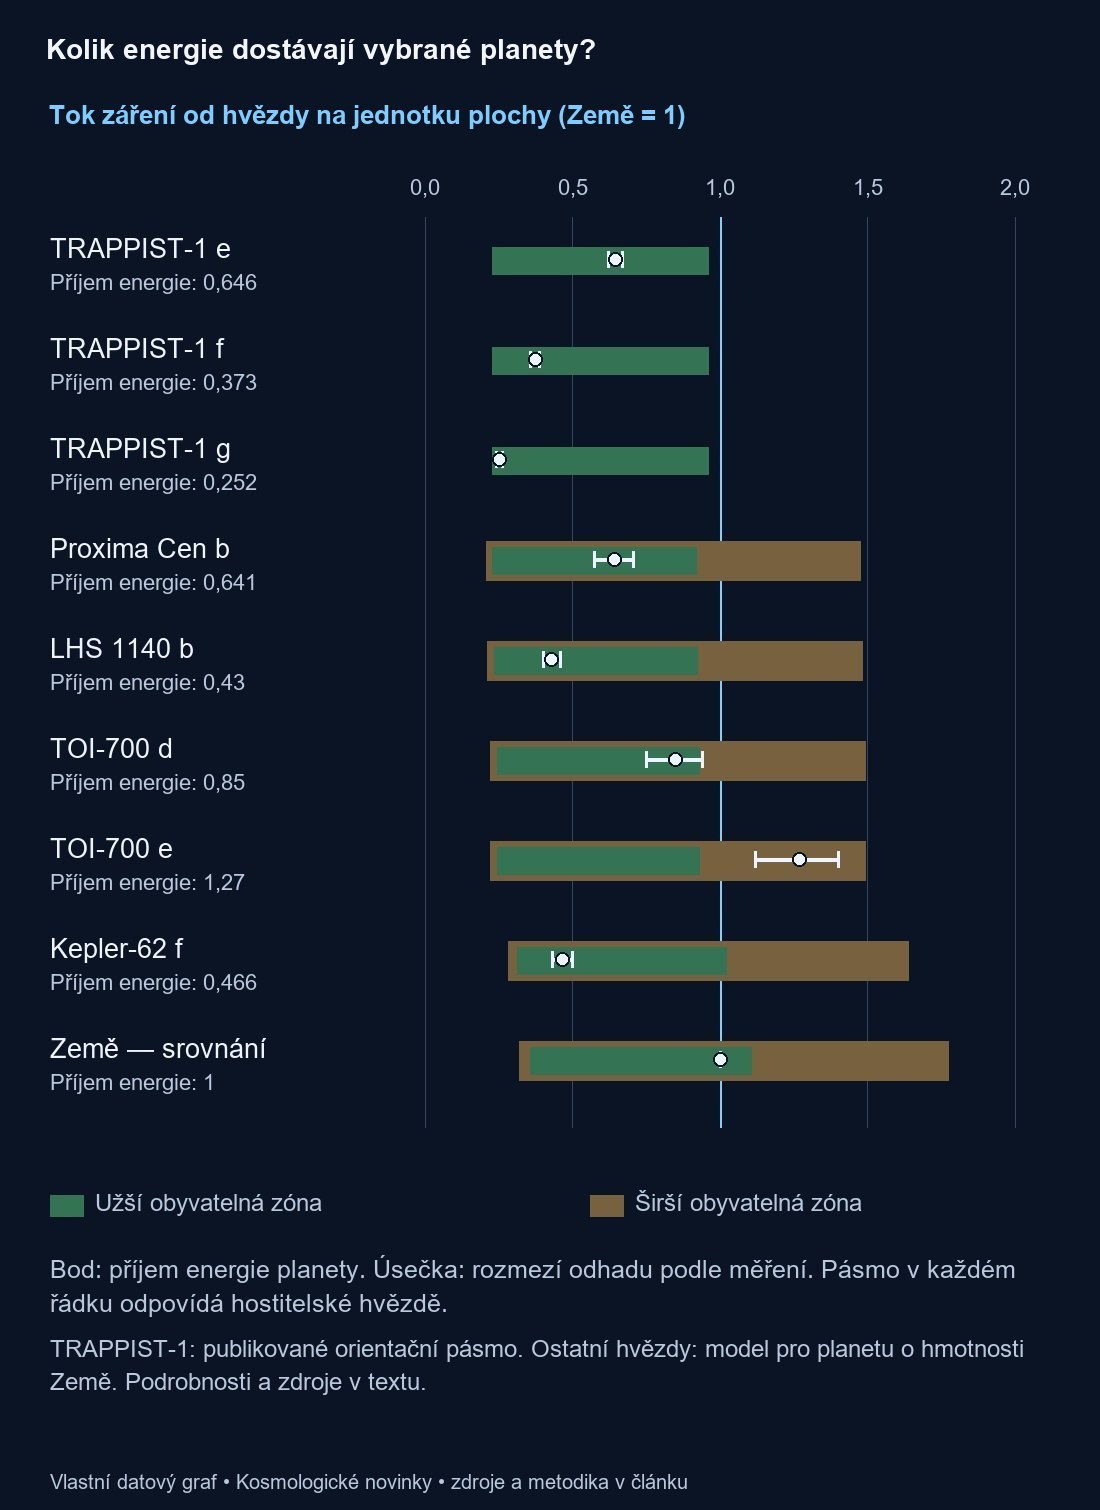 Kolik energie dostávají vybrané planety?
Tok záření od hvězdy na jednotku plochy (Země = 1)
0,0 0,5 1,0 1,5 2,0
TRAPPIST-1 e
Příjem energie: 0,646
TRAPPIST-1 f
Příjem energie: 0,373
TRAPPIST-1 g
Příjem energie: 0,252
Proxima Cen b
Příjem energie: 0,641
LHS 1140 b
Příjem energie: 0,43
TOI-700 d
Příjem energie: 0,85
TOI-700 e
Příjem energie: 1,27
Kepler-62 f
Příjem energie: 0,466
Země — srovnání
Příjem energie: 1
Užší obyvatelná zóna
Širší obyvatelná zóna
Bod: příjem energie planety. Úsečka: rozmezí odhadu podle měření. Pásmo v každém
řádku odpovídá hostitelské hvězdě.
TRAPPIST-1: publikované orientační pásmo. Ostatní hvězdy: model pro planetu o hmotnosti
Země. Podrobnosti a zdroje v textu.
Vlastní datový graf • Kosmologické novinky • zdroje a metodika v článku